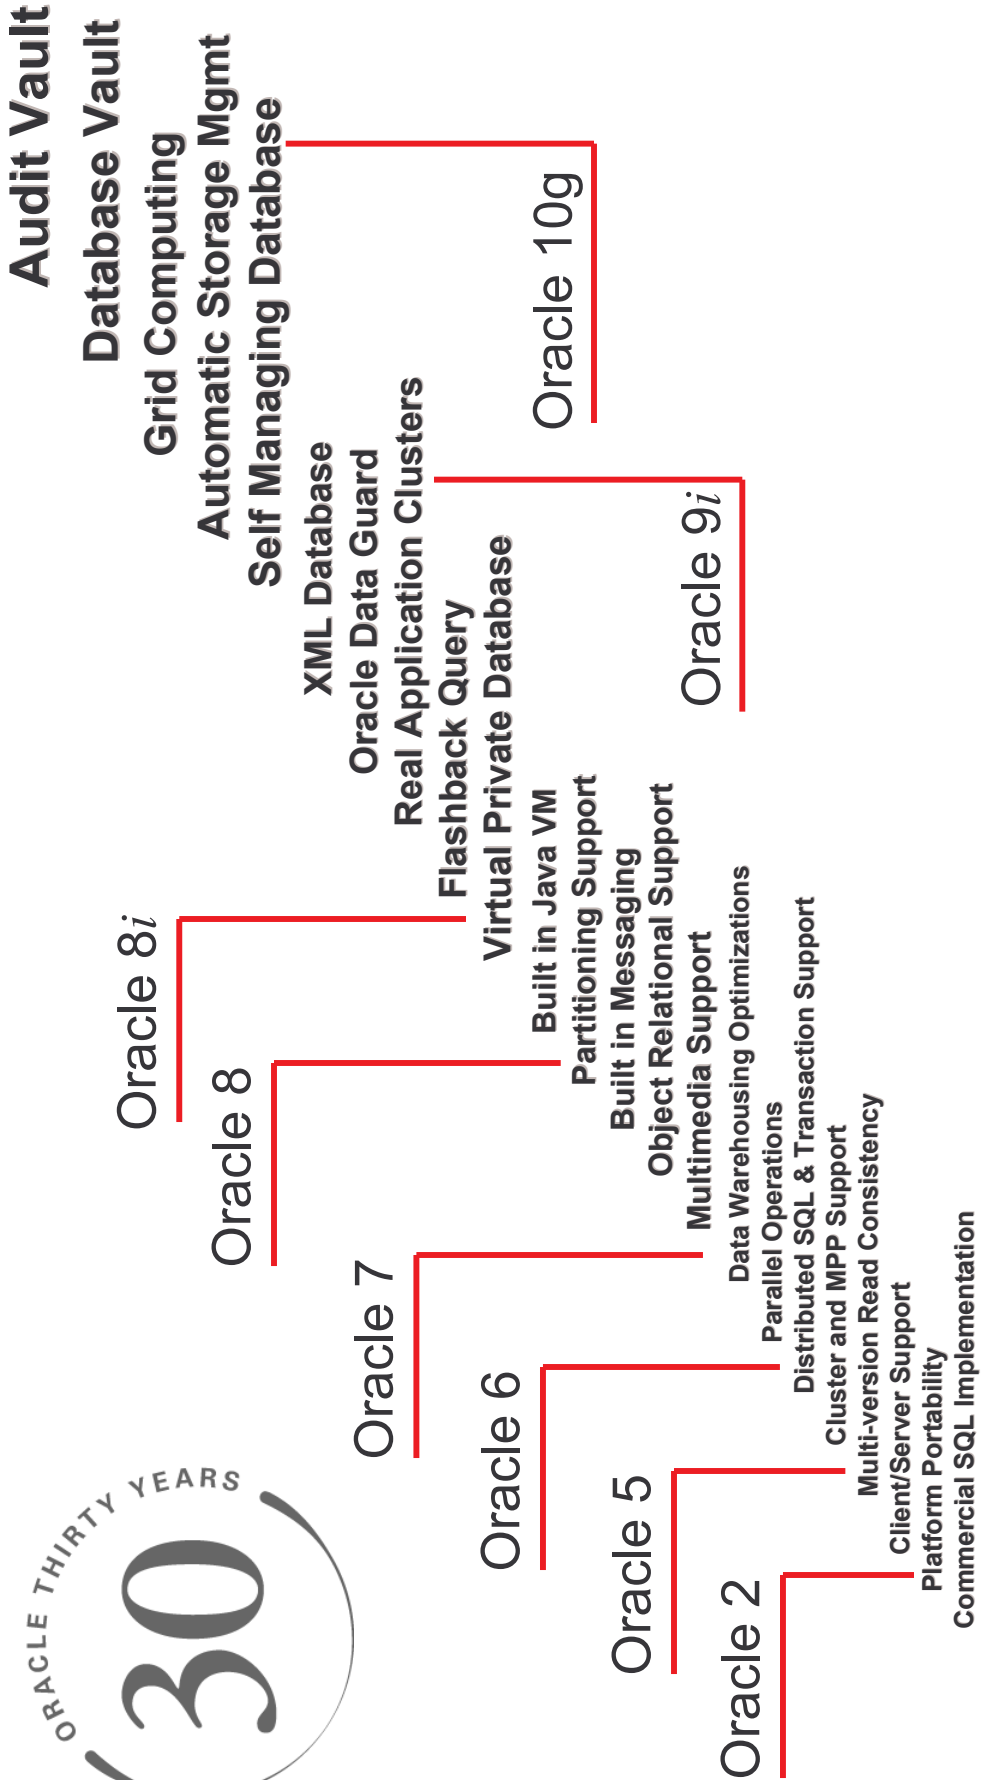 ORACLE THIRTY YEARS
30
Oracle 2
Oracle 5
Oracle 6
Oracle 7
Oracle 8
Oracle 8i
Oracle 9i
Oracle 10g
Audit Vault
Database Vault
Grid Computing
Automatic Storage Mgmt
Self Managing Database
XML Database
Oracle Data Guard
Real Application Clusters
Flashback Query
Virtual Private Database
Built in Java VM
Partitioning Support
Built in Messaging
Object Relational Support
Multimedia Support
Data Warehousing Optimizations
Parallel Operations
Distributed SQL & Transaction Support
Cluster and MPP Support
Multi-version Read Consistency
Client/Server Support
Platform Portability
Commercial SQL Implementation